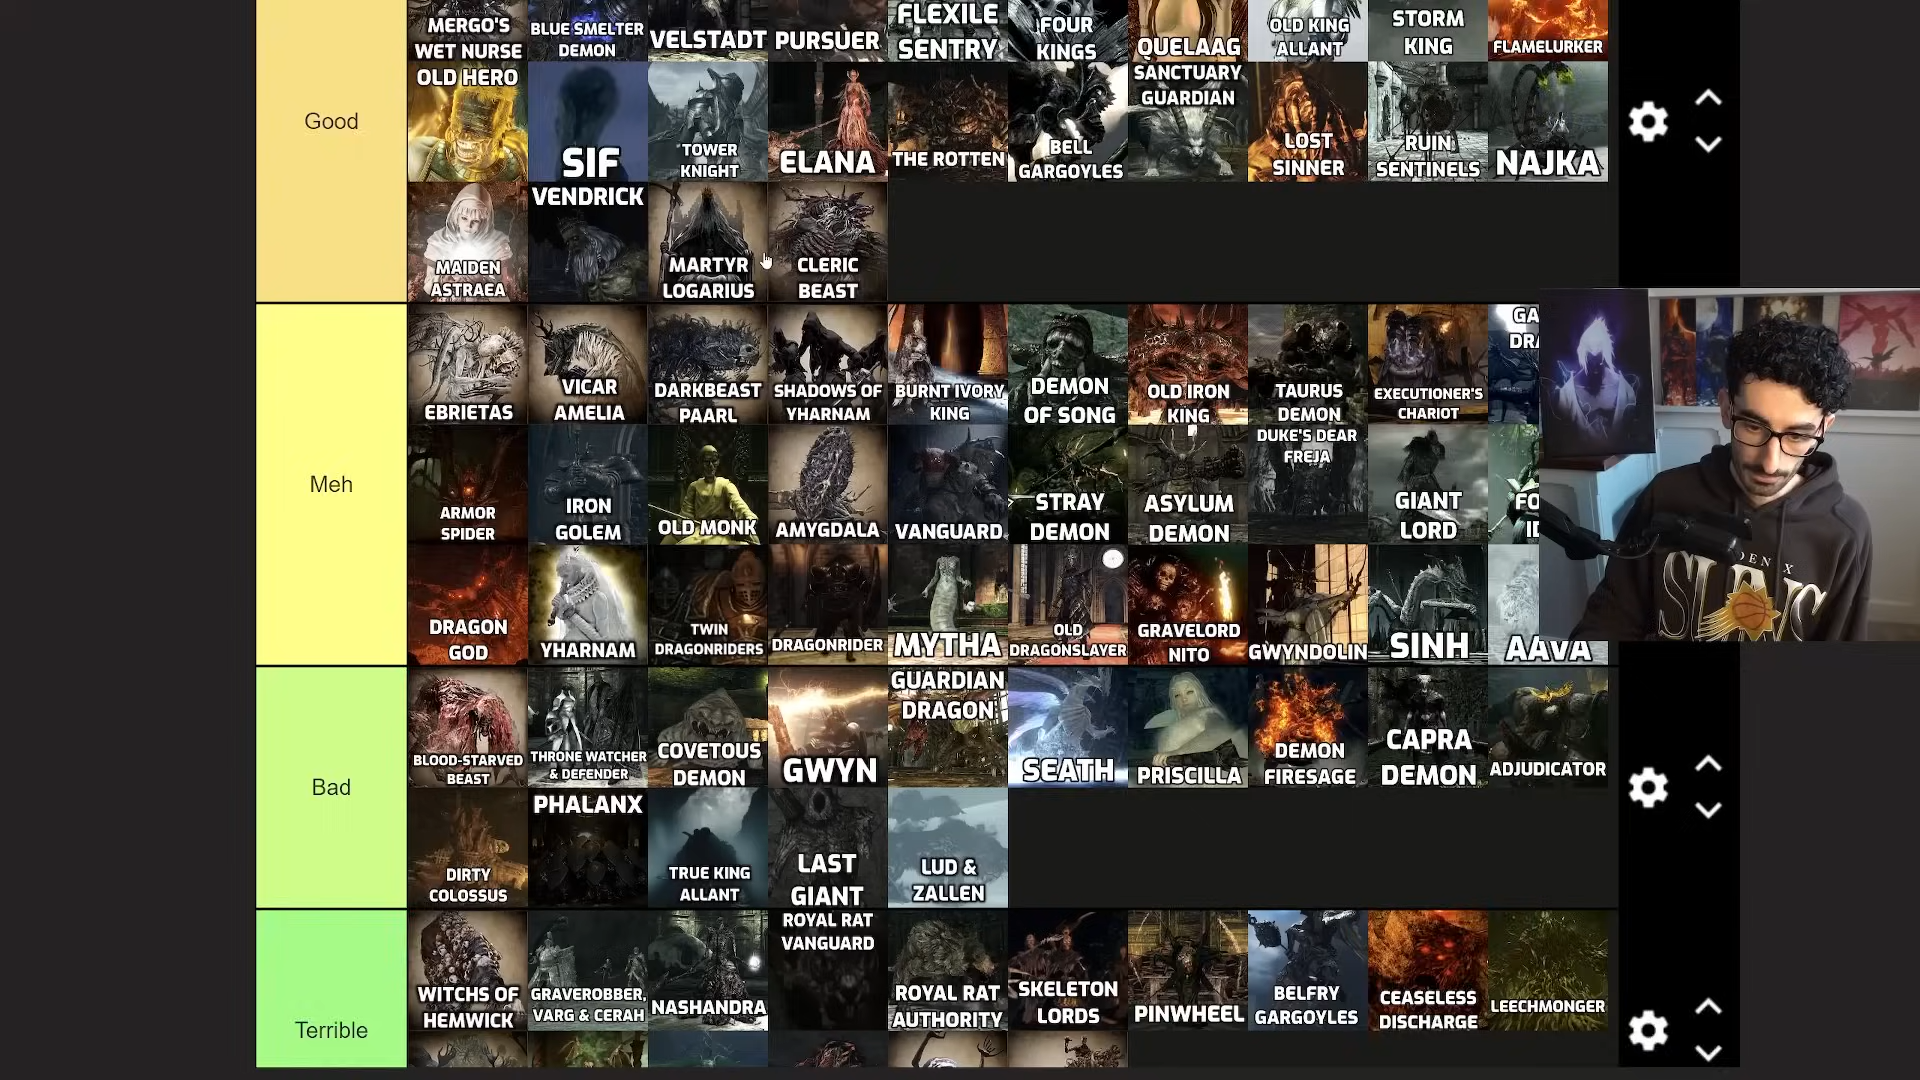 MERGO'S
WET NURSE
BLUE SMELTER
DEMON
VELSTADT
PURSUER
FLEXILE
SENTRY
FOUR
KINGS
QUELAAG
OLD KING
ALLANT
STORM
KING
FLAMELURKER
Good
OLD HERO
SIF
TOWER
KNIGHT
ELANA
THE ROTTEN
BELL
GARGOYLES
SANCTUARY
GUARDIAN
LOST
SINNER
RUIN
SENTINELS
NAJKA
MAIDEN
ASTRAEA
VENDRICK
MARTYR
LOGARIUS
CLERIC
BEAST
Meh
EBRIETAS
VICAR
AMELIA
DARKBEAST
PAARL
SHADOWS OF
YHARNAM
BURNT IVORY
KING
DEMON
OF SONG
OLD IRON
KING
TAURUS
DEMON
EXECUTIONER'S
CHARIOT
GA
DRA
ARMOR
SPIDER
IRON
GOLEM
OLD MONK
AMYGDALA
VANGUARD
STRAY
DEMON
ASYLUM
DEMON
DUKE'S DEAR
FREJA
GIANT
LORD
FO
DRAGON
GOD
YHARNAM
TWIN
DRAGONRIDERS
DRAGONRIDER
MYTHA
OLD
DRAGONSLAYER
GRAVELORD
NITO
GWYNDOLIN
SINH
AAVA
Bad
BLOOD-STARVED
BEAST
THRONE WATCHER
& DEFENDER
COVETOUS
DEMON
GWYN
GUARDIAN
DRAGON
SEATH
PRISCILLA
DEMON
FIRESAGE
CAPRA
DEMON
ADJUDICATOR
DIRTY
COLOSSUS
PHALANX
TRUE KING
ALLANT
LAST
GIANT
LUD &
ZALLEN
Terrible
WITCHS OF
HEMWICK
GRAVEROBBER,
VARG & CERAH
NASHANDRA
ROYAL RAT
VANGUARD
ROYAL RAT
AUTHORITY
SKELETON
LORDS
PINWHEEL
BELFRY
GARGOYLES
CEASELESS
DISCHARGE
LEECHMONGER